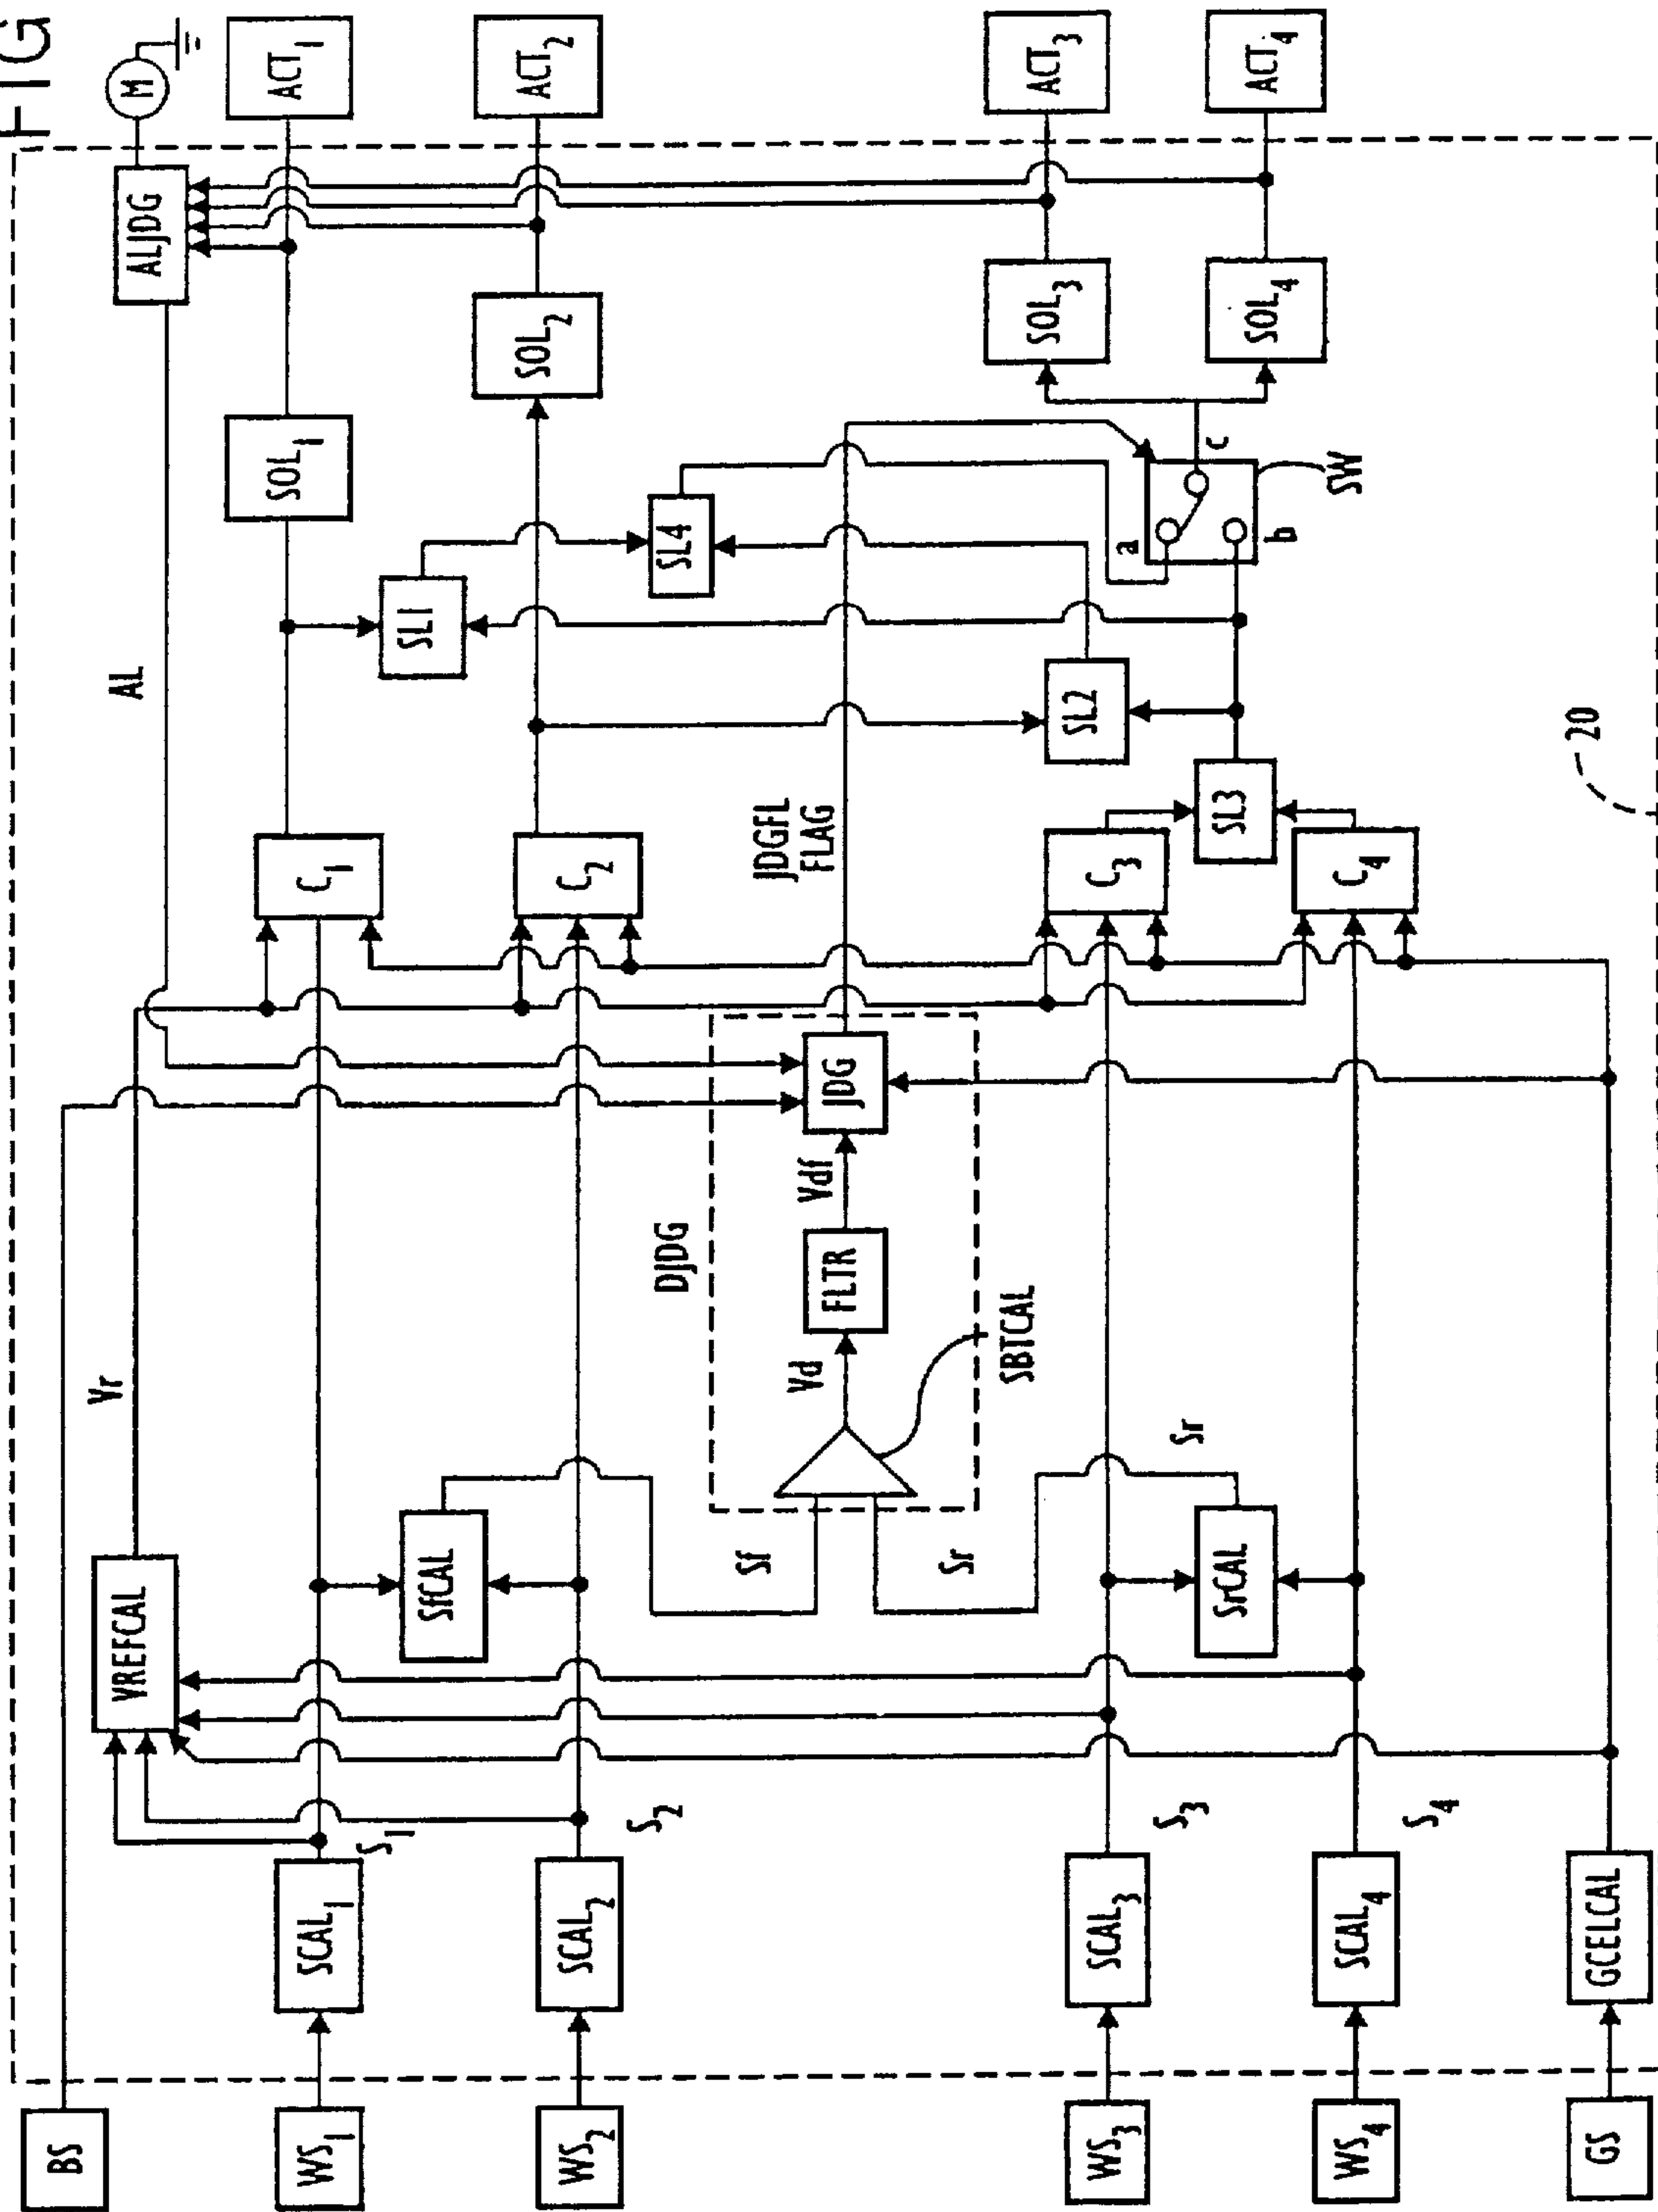 FIG
BS
WS1
WS2
WS3
WS4
GS
SCAL1
SCAL2
SCAL3
SCAL4
GCELCAL
S1
S2
S3
S4
VREFCAL
Vr
SfCAL
SrCAL
Sf
Sr
Sr
SBTCAL
Vd
FLTR
Vdf
JDG
DJDG
JDGFL
FLAG
AL
C1
C2
C3
C4
SL1
SL2
SL3
SL4
a
b
c
SW
SOL1
SOL2
SOL3
SOL4
ALJDG
M
ACT1
ACT2
ACT3
ACT4
20